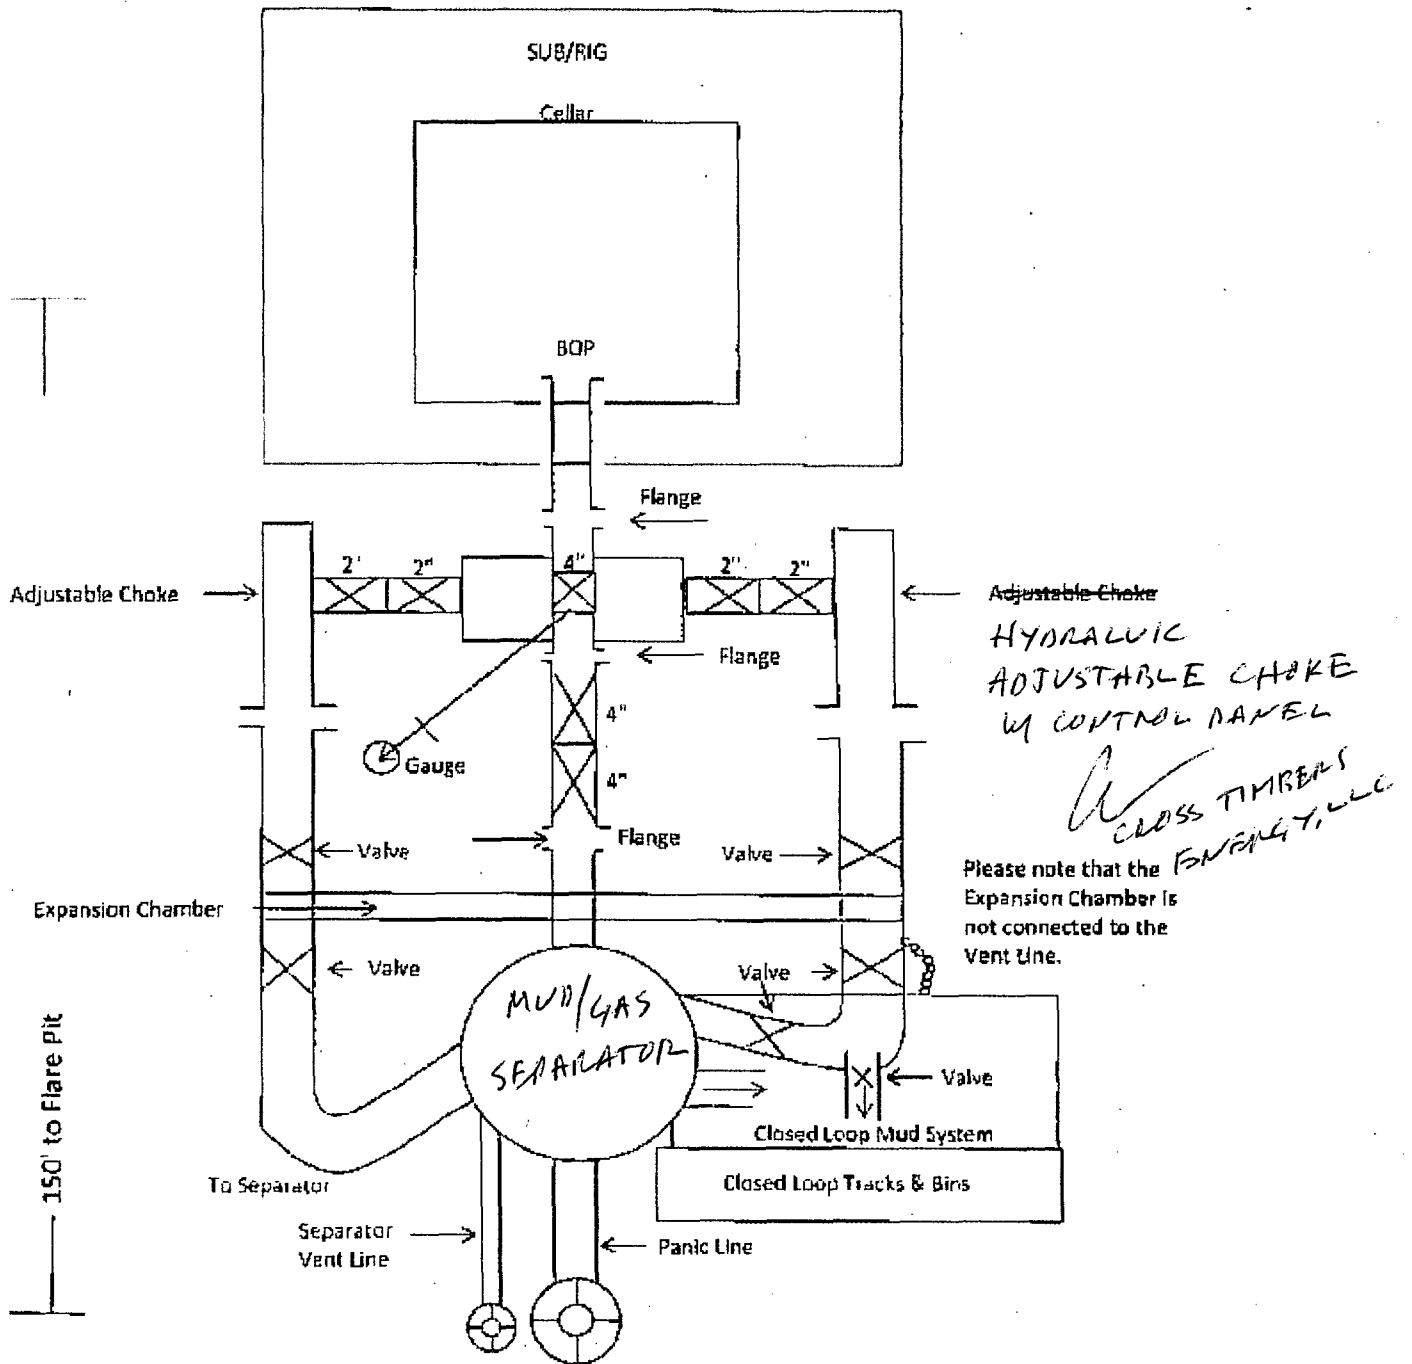 SUB/RIG
Cellar
BOP
Flange
2' 2" 4" 2" 2"
Adjustable Choke
Adjustable Choke
HYDRALUIC
ADJUSTABLE CHOKE
W/ CONTROL PANEL
CROSS TIMBERS
ENERGY, LLC
Flange
4"
Gauge
4"
Flange
Valve
Valve
Please note that the
Expansion Chamber is
not connected to the
Vent Line.
Expansion Chamber
Valve
Valve
MUD/GAS
SEPARATOR
Valve
150' to Flare Pit
Closed Loop Mud System
To Separator
Closed Loop Tracks & Bins
Separator
Vent Line
Panic Line